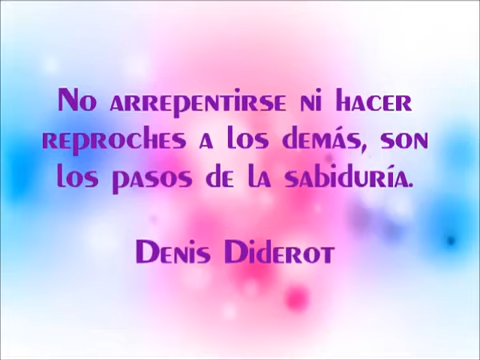 No arrepentirse ni hacer
reproches a los demás, son
los pasos de la sabiduría.
Denis Diderot